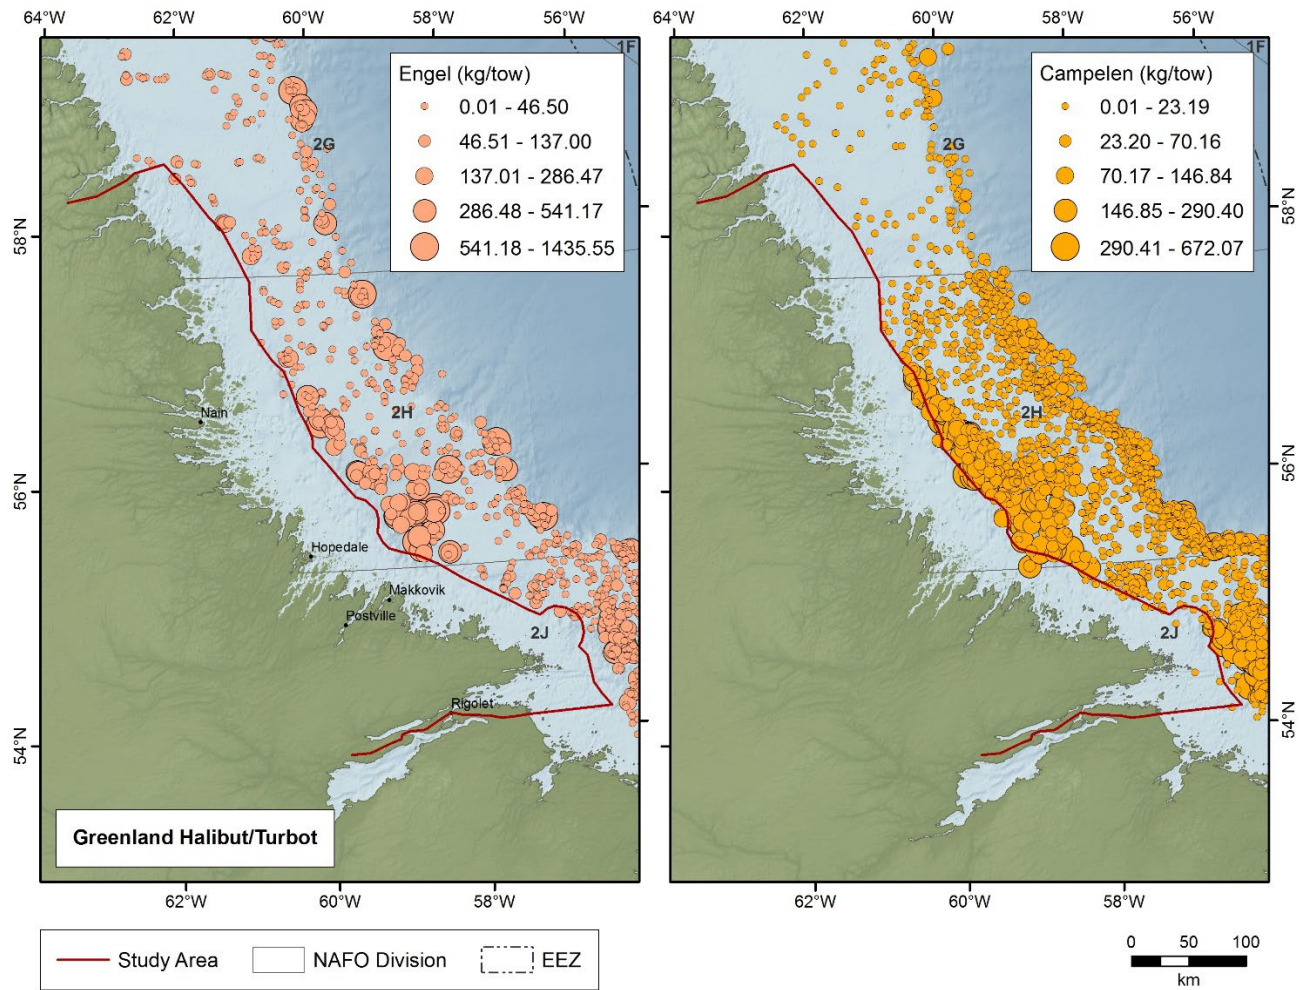 64°W 62°W 60°W 58°W 56°W
62°W 60°W 58°W 56°W
1F
1F
Engel (kg/tow)
0.01 - 46.50
46.51 - 137.00
137.01 - 286.47
286.48 - 541.17
541.18 - 1435.55
Campelen (kg/tow)
0.01 - 23.19
23.20 - 70.16
70.17 - 146.84
146.85 - 290.40
290.41 - 672.07
2G
2G
58°N
58°N
2H
2H
Nain
56°N
56°N
Hopedale
Makkovik
Postville
2J
2J
Rigolet
54°N
54°N
Greenland Halibut/Turbot
62°W 60°W 58°W
62°W 60°W 58°W
Study Area
NAFO Division
EEZ
0 50 100
km